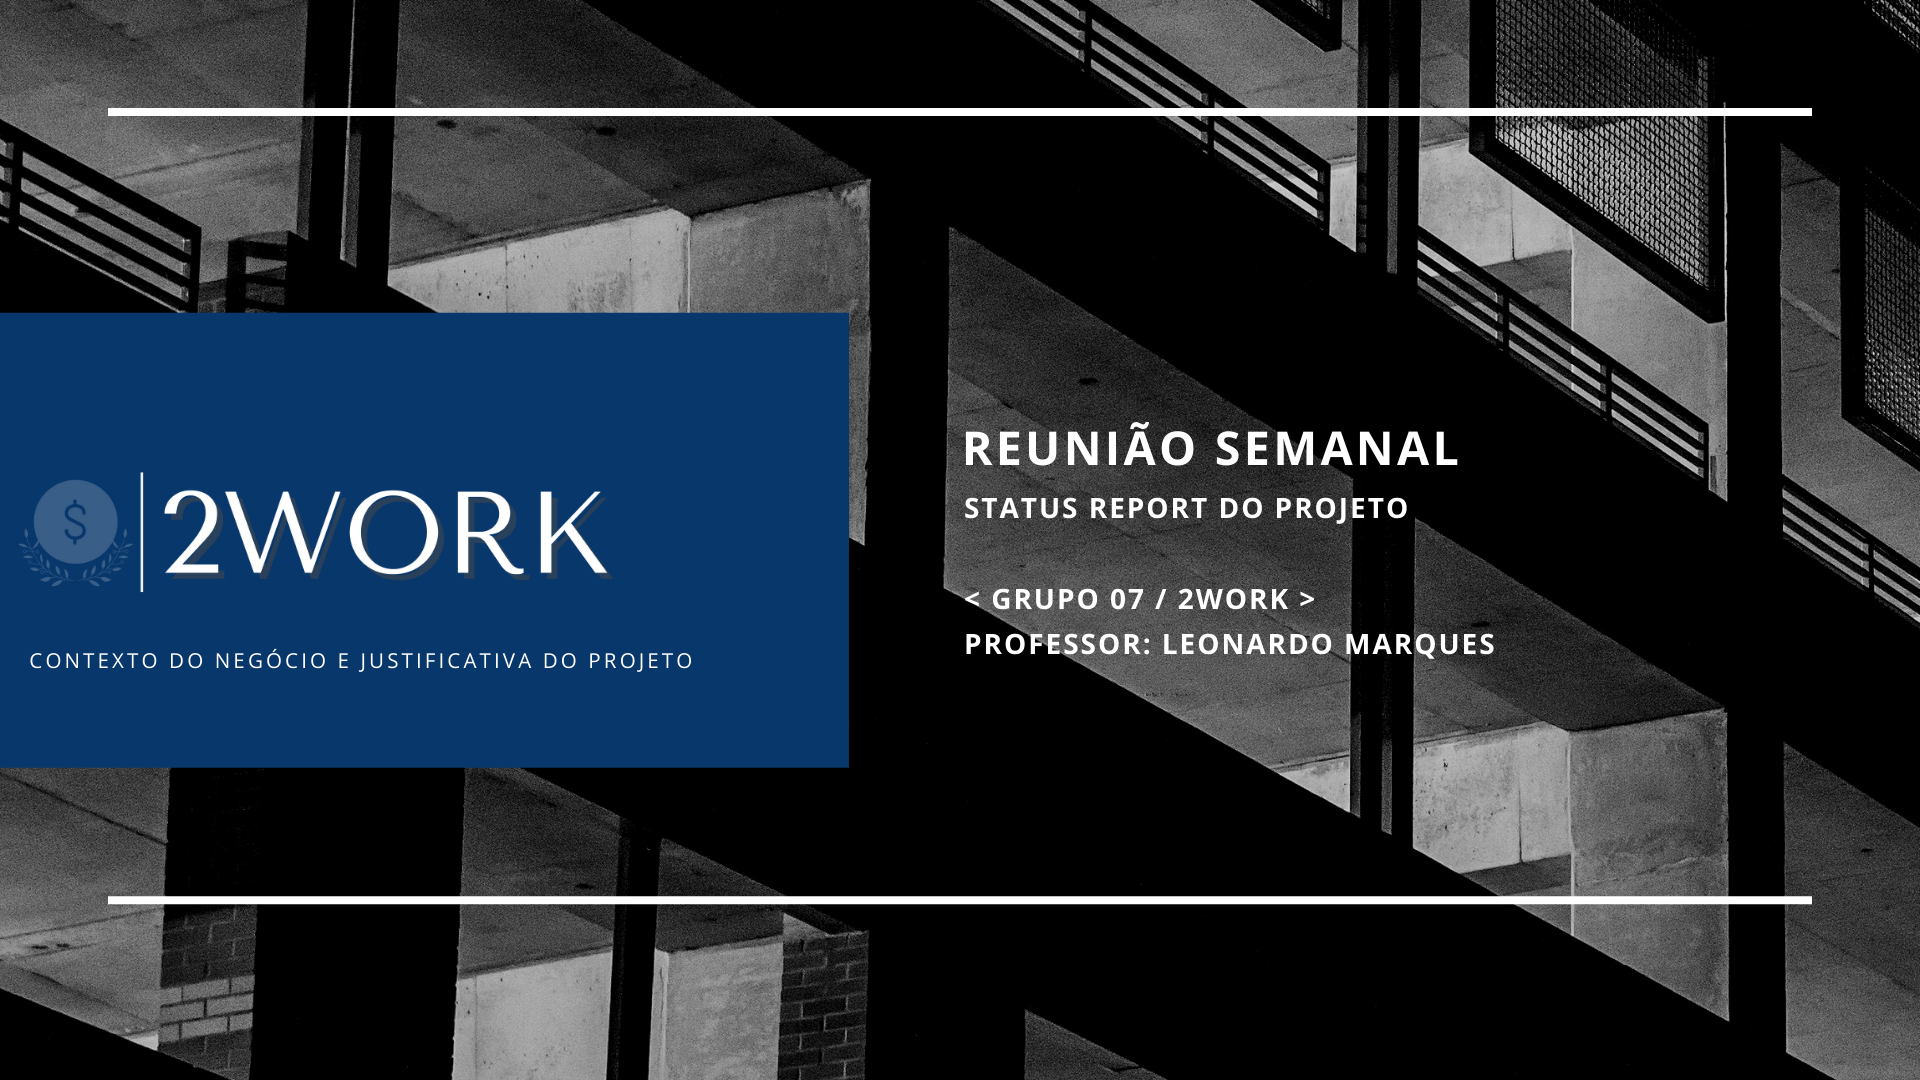 $
2WORK
CONTEXTO DO NEGÓCIO E JUSTIFICATIVA DO PROJETO
REUNIÃO SEMANAL
STATUS REPORT DO PROJETO
< GRUPO 07 / 2WORK >
PROFESSOR: LEONARDO MARQUES